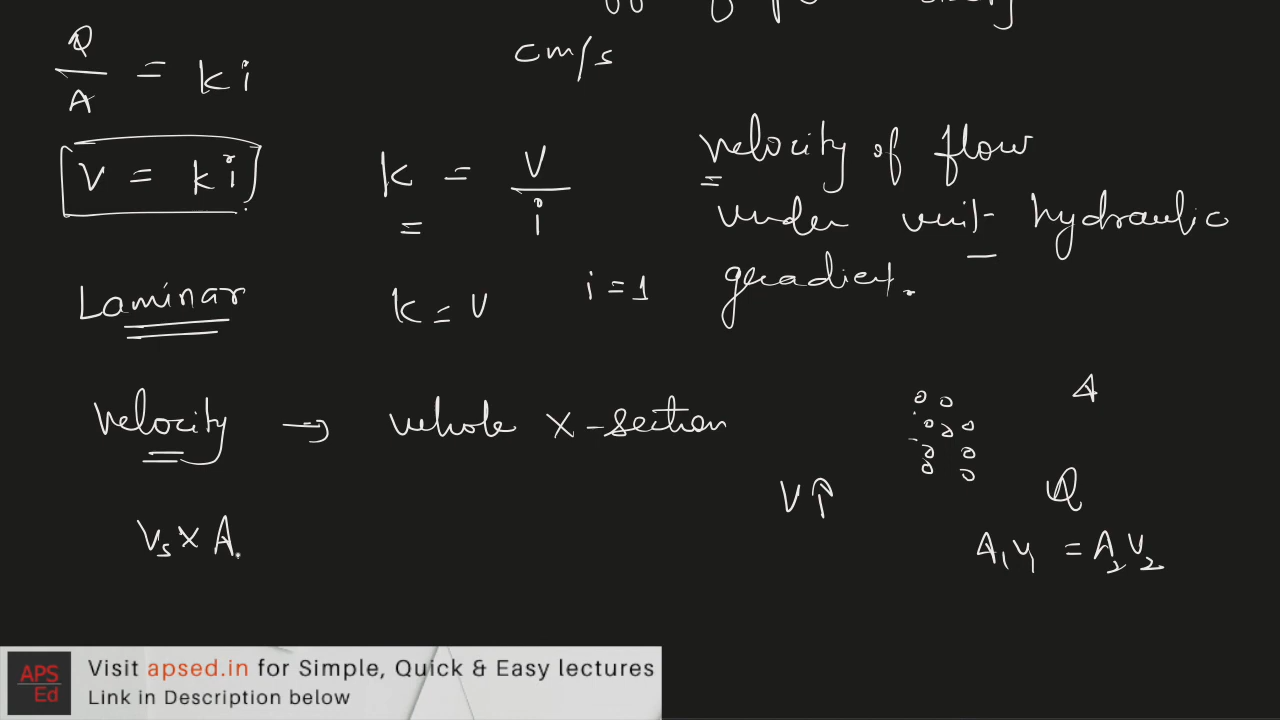 Q/A = ki
cm/s
V = ki
k = V/i
velocity of flow
under unit hydraulic
gradient.
Laminar
k = V
i = 1
velocity → whole X-section
A
V↑
Q
Vs × A.
A1V1 = A2V2
APS
Ed
Visit apsed.in for Simple, Quick & Easy lectures
Link in Description below